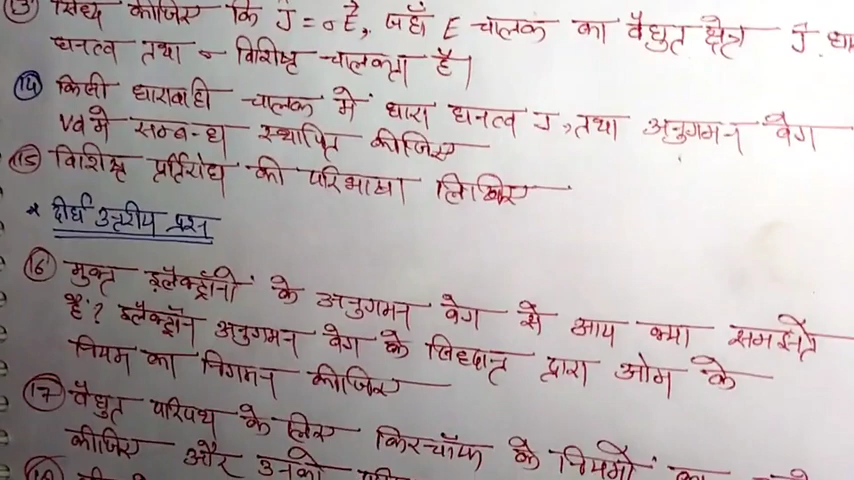 (13) सिध्द कीजिए कि J = σE, जहाँ E चालक का वैधुत क्षेत्र J धारा
घनत्व तथा σ विशिष्ट चालकता है।
(14) किसी धारावाही चालक में धारा घनत्व J, तथा अनुगमन वेग
Vd मे सम्बन्ध स्थापित कीजिए
(15) विशिष्ट प्रतिरोध की परिभाषा लिखिए
* दीर्घ उत्तरीय प्रश्न
(16) मुक्त इलैक्ट्रॉनों के अनुगमन वेग से आप क्या समझते
हैं? इलैक्ट्रॉन अनुगमन वेग के सिद्धान्त द्वारा ओम के
नियम का निगमन कीजिए
(17) वैधुत परिपथ के लिए किरचॉफ के नियमों का
कीजिए और उनको